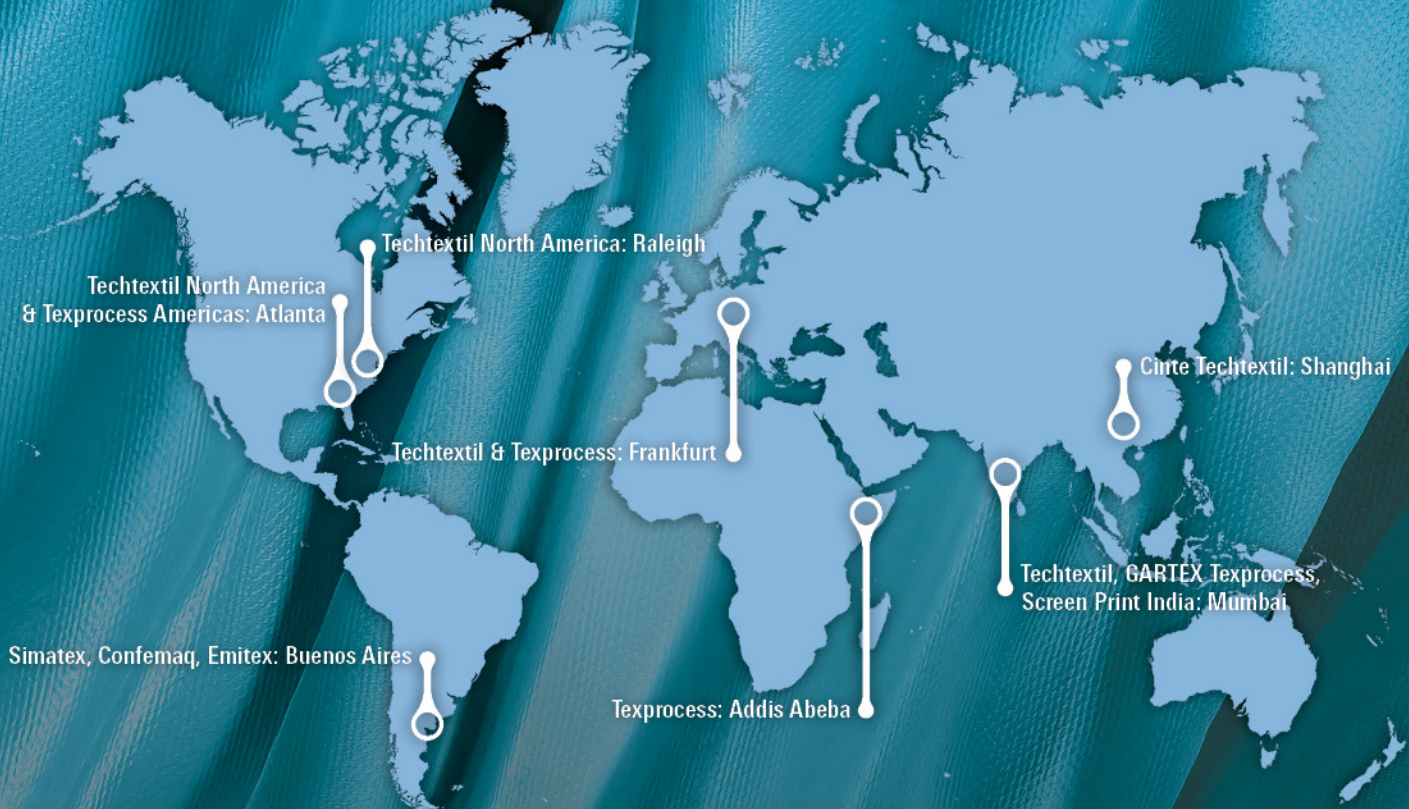 Techtextil North America: Raleigh
Techtextil North America
& Texprocess Americas: Atlanta
Cinte Techtextil: Shanghai
Techtextil & Texprocess: Frankfurt
Techtextil, GARTEX Texprocess,
Screen Print India: Mumbai
Simatex, Confemaq, Emitex: Buenos Aires
Texprocess: Addis Abeba